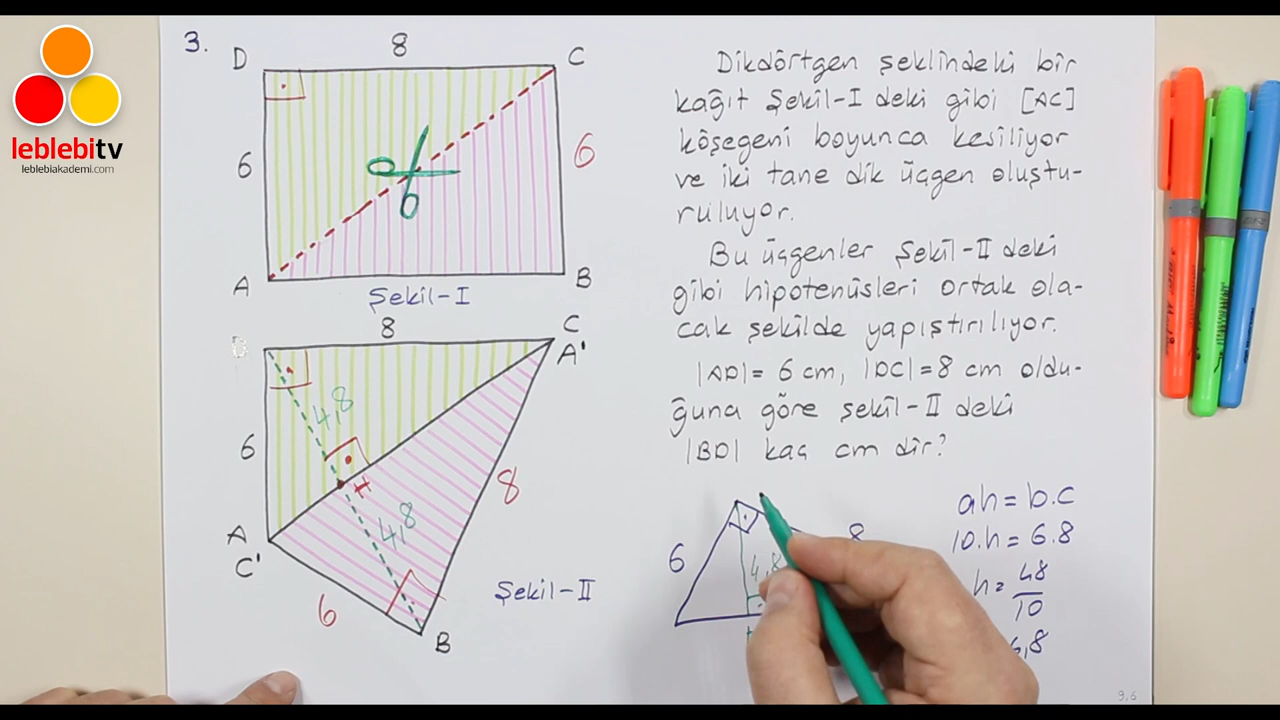 leblebitv
leblebiakademi.com
3.
D
8
C
6
6
A
B
Şekil-I
8
C
A'
4,8
6
H
8
4,8
A
C'
6
Şekil-II
B
Dikdörtgen şeklindeki bir
kağıt Şekil-I deki gibi [AC]
köşegeni boyunca kesiliyor
ve iki tane dik üçgen oluştu-
ruluyor.
Bu üçgenler Şekil-II deki
gibi hipotenüsleri ortak ola-
cak şekilde yapıştırılıyor.
|AD|= 6 cm, |DC|=8 cm oldu-
ğuna göre şekil-II deki
|BD| kaç cm dir?
6
8
4,8
ah=b.c
10.h=6.8
h=48
10
9,6